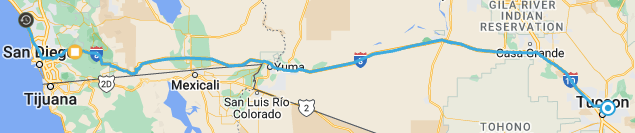 GILA RIVER
INDIAN
RESERVATION
San Diego
8
Casa Grande
Yuma
8
10
2D
Tijuana
Mexicali
Tucson
San Luis Río
Colorado
2
TOHONO